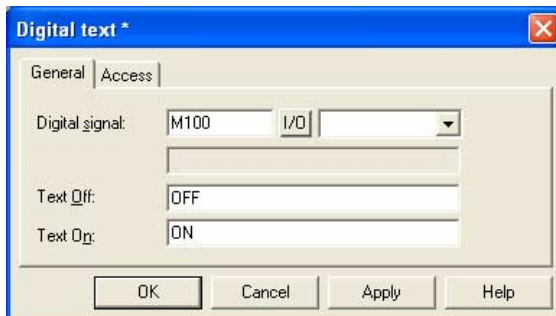 Digital text *
General Access
Digital signal: M100 I/O
Text Off: OFF
Text On: ON
OK Cancel Apply Help